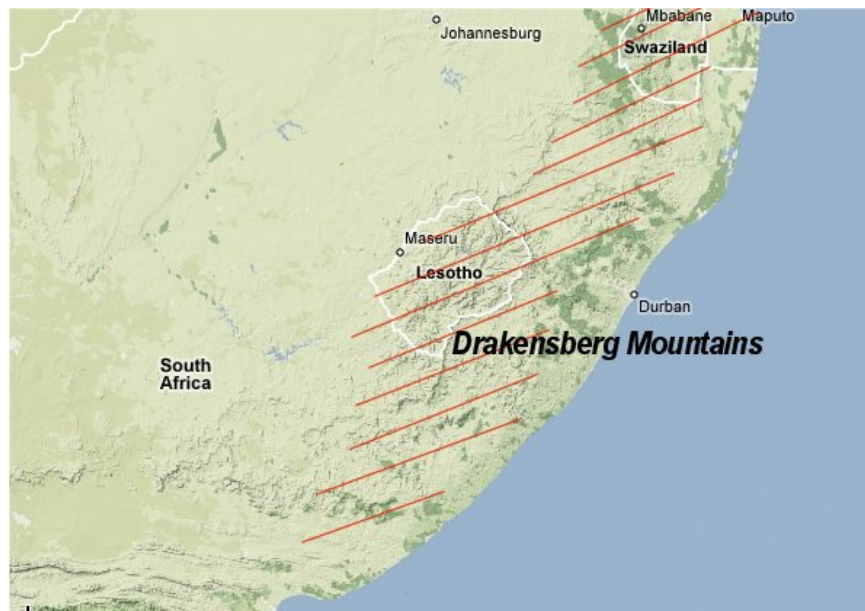 Mbabane
Maputo
Johannesburg
Swaziland
Maseru
Lesotho
Durban
Drakensberg Mountains
South
Africa